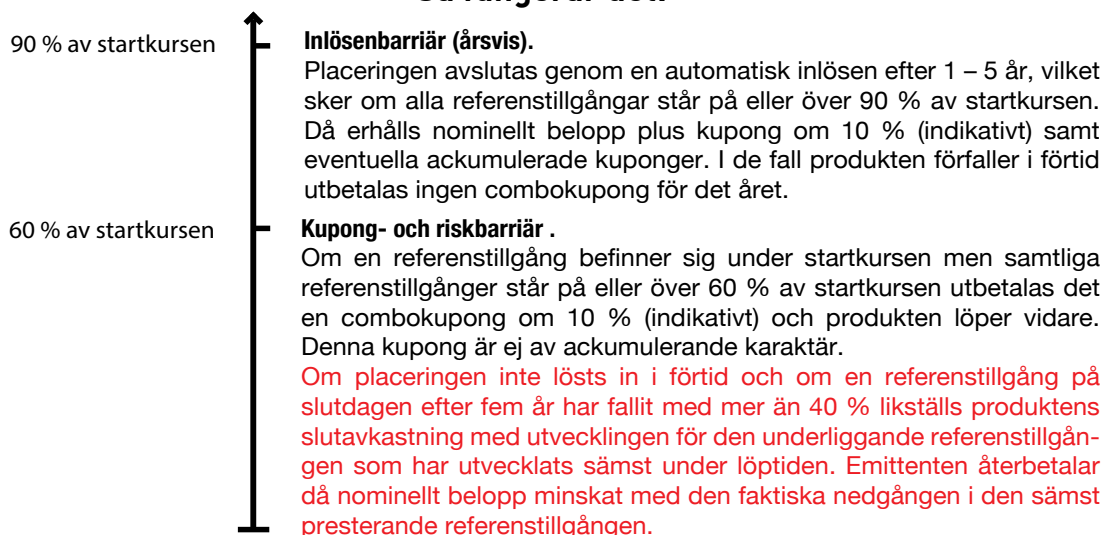 90 % av startkursen
Inlösenbarriär (årsvis).
Placeringen avslutas genom en automatisk inlösen efter 1 – 5 år, vilket
sker om alla referenstillgångar står på eller över 90 % av startkursen.
Då erhålls nominellt belopp plus kupong om 10 % (indikativt) samt
eventuella ackumulerade kuponger. I de fall produkten förfaller i förtid
utbetalas ingen combokupong för det året.
60 % av startkursen
Kupong- och riskbarriär .
Om en referenstillgång befinner sig under startkursen men samtliga
referenstillgånger står på eller över 60 % av startkursen utbetalas det
en combokupong om 10 % (indikativt) och produkten löper vidare.
Denna kupong är ej av ackumulerande karaktär.
Om placeringen inte lösts in i förtid och om en referenstillgång på
slutdagen efter fem år har fallit med mer än 40 % likställs produktens
slutavkastning med utvecklingen för den underliggande referenstillgån-
gen som har utvecklats sämst under löptiden. Emittenten återbetalar
då nominellt belopp minskat med den faktiska nedgången i den sämst
presterande referenstillgången.